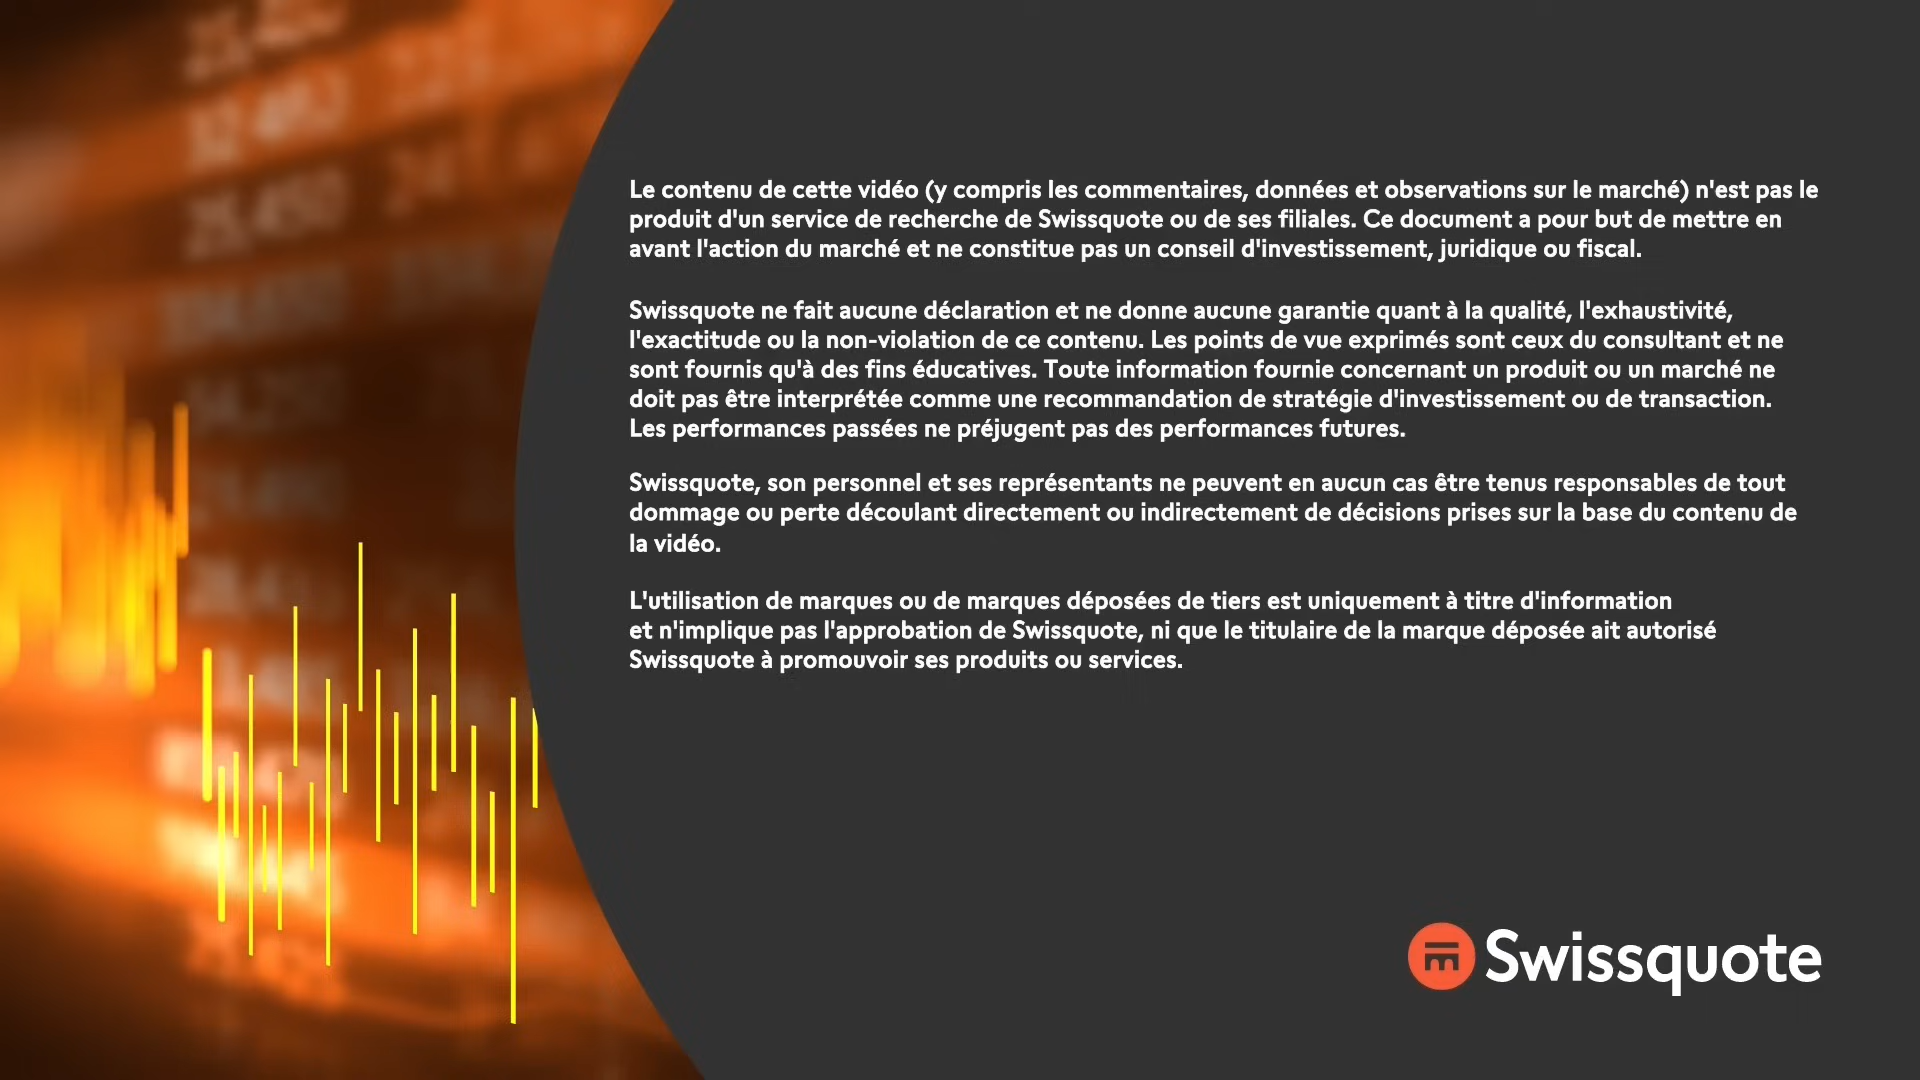 Le contenu de cette vidéo (y compris les commentaires, données et observations sur le marché) n'est pas le
produit d'un service de recherche de Swissquote ou de ses filiales. Ce document a pour but de mettre en
avant l'action du marché et ne constitue pas un conseil d'investissement, juridique ou fiscal.
Swissquote ne fait aucune déclaration et ne donne aucune garantie quant à la qualité, l'exhaustivité,
l'exactitude ou la non-violation de ce contenu. Les points de vue exprimés sont ceux du consultant et ne
sont fournis qu'à des fins éducatives. Toute information fournie concernant un produit ou un marché ne
doit pas être interprétée comme une recommandation de stratégie d'investissement ou de transaction.
Les performances passées ne préjugent pas des performances futures.
Swissquote, son personnel et ses représentants ne peuvent en aucun cas être tenus responsables de tout
dommage ou perte découlant directement ou indirectement de décisions prises sur la base du contenu de
la vidéo.
L'utilisation de marques ou de marques déposées de tiers est uniquement à titre d'information
et n'implique pas l'approbation de Swissquote, ni que le titulaire de la marque déposée ait autorisé
Swissquote à promouvoir ses produits ou services.
Swissquote